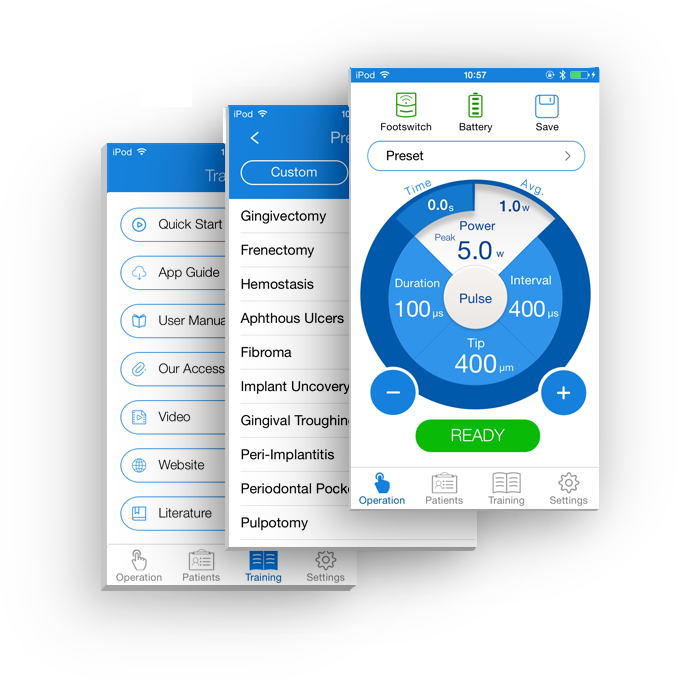 iPod
10:57
Footswitch
Battery
Save
Preset
Time
Avg.
0.0s
1.0w
Power
Peak
5.0 w
Duration
Interval
100 µs
Pulse
400 µs
Tip
400 µm
READY
Operation
Patients
Training
Settings
iPod
10
Pre
Custom
Gingivectomy
Frenectomy
Hemostasis
Aphthous Ulcers
Fibroma
Implant Uncovery
Gingival Troughin
Peri-Implantitis
Periodontal Pock
Pulpotomy
iPod
1
Tra
Quick Start
App Guide
User Manua
Our Access
Video
Website
Literature
Operation
Patients
Training
Settings